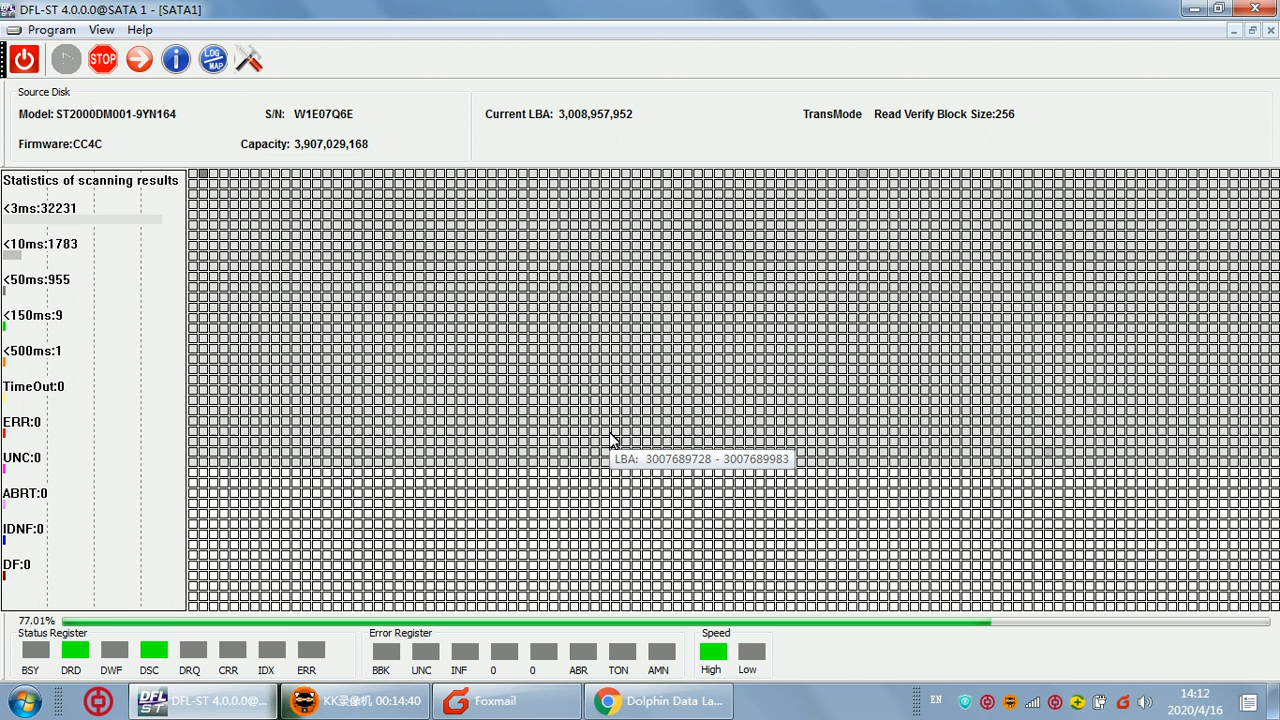 DFL-ST 4.0.0.0@SATA 1 - [SATA1]
Program View Help
STOP
LOG
MAP
Source Disk
Model: ST2000DM001-9YN164 S/N: W1E07Q6E Current LBA: 3,008,957,952 TransMode Read Verify Block Size:256
Firmware:CC4C Capacity: 3,907,029,168
Statistics of scanning results
<3ms:32231
<10ms:1783
<50ms:955
<150ms:9
<500ms:1
TimeOut:0
ERR:0
UNC:0
ABRT:0
IDNF:0
DF:0
LBA: 3007689728 - 3007689983
77.01%
Status Register Error Register Speed
BSY DRD DWF DSC DRQ CRR IDX ERR BBK UNC INF 0 0 ABR TON AMN High Low
DFL-ST
DFL-ST 4.0.0.0@S... KK录像机 00:14:40 Foxmail Dolphin Data La... EN 14:12
2020/4/16